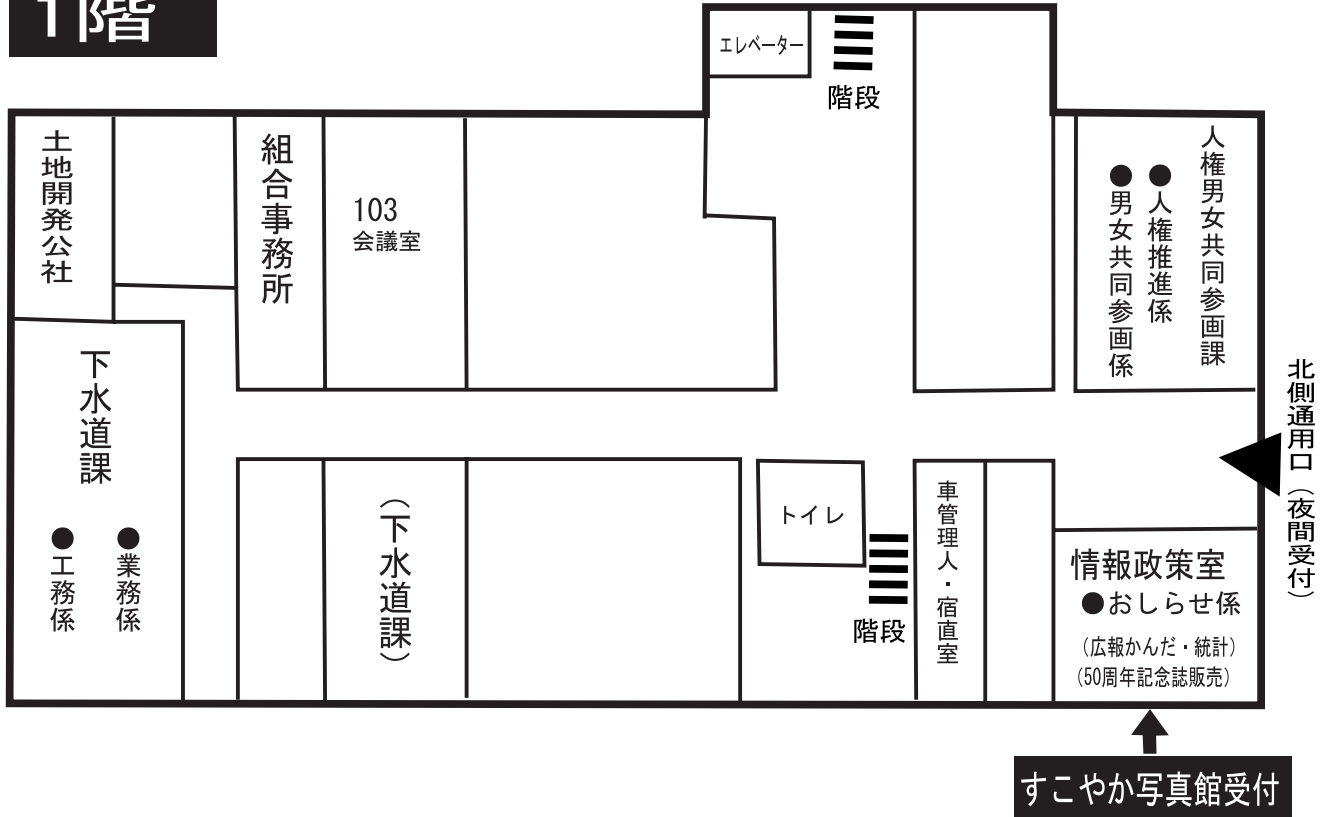 1階
エレベーター
階段
土地開発公社
組合事務所
103
会議室
人権男女共同参画課
●人権推進係
●男女共同参画係
北側通用口(夜間受付)
下水道課
●業務係
●工務係
(下水道課)
トイレ
階段
車管理人・宿直室
情報政策室
●おしらせ係
(広報かんだ・統計)
(50周年記念誌販売)
すこやか写真館受付